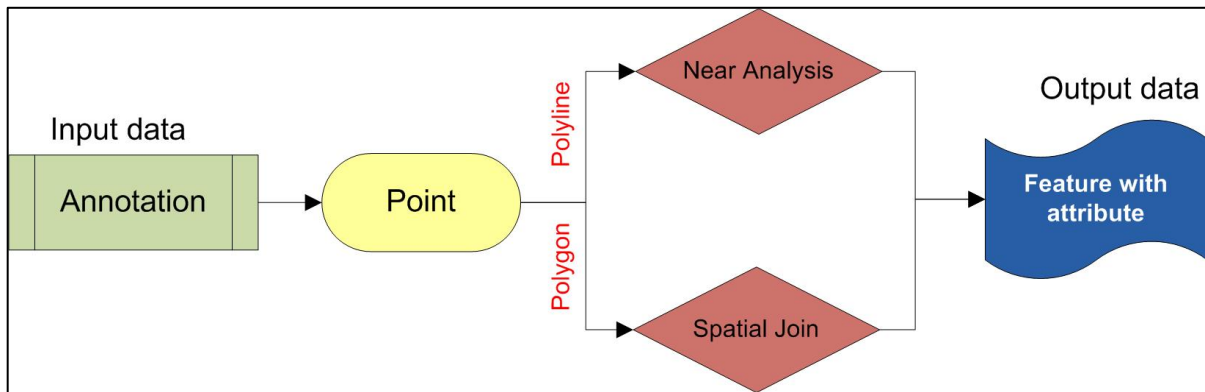 Input data
Annotation
Point
Polyline
Polygon
Near Analysis
Spatial Join
Output data
Feature with
attribute